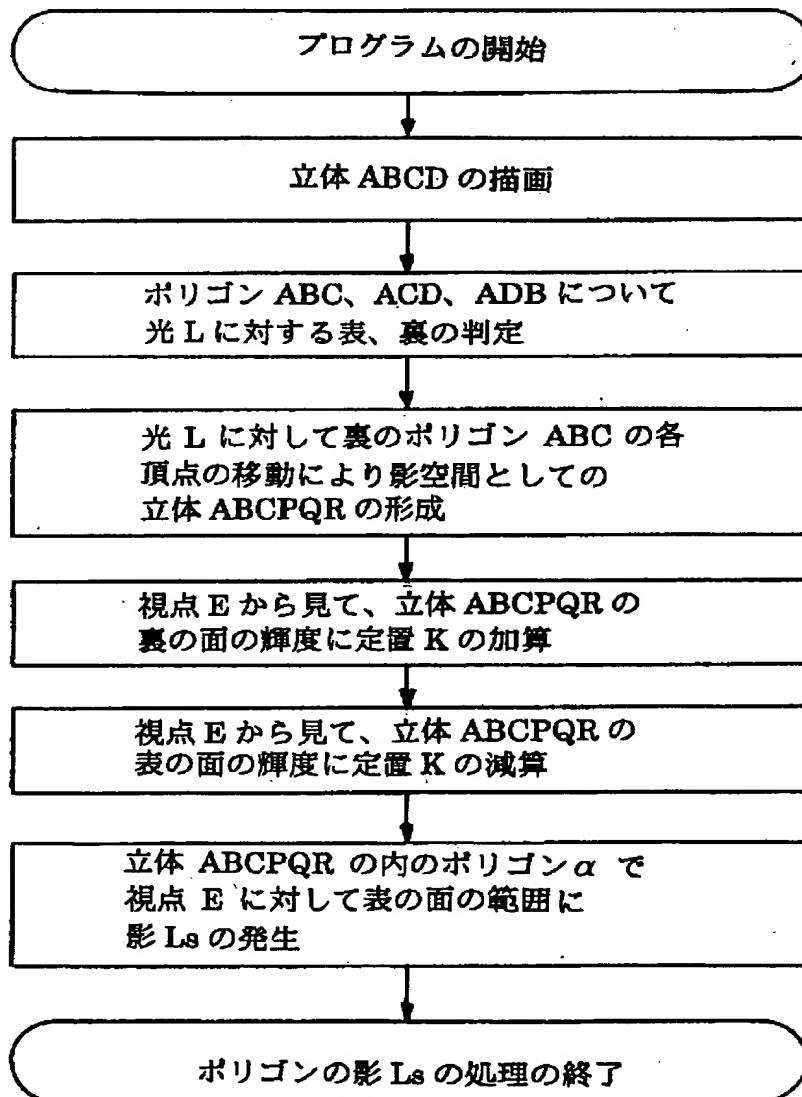 プログラムの開始
立体 ABCD の描画
ポリゴン ABC、ACD、ADB について
光 L に対する表、裏の判定
光 L に対して裏のポリゴン ABC の各
頂点の移動により影空間としての
立体 ABCPQR の形成
視点 E から見て、立体 ABCPQR の
裏の面の輝度に定置 K の加算
視点 E から見て、立体 ABCPQR の
表の面の輝度に定置 K の減算
立体 ABCPQR の内のポリゴンα で
視点 E に対して表の面の範囲に
影 Ls の発生
ポリゴンの影 Ls の処理の終了